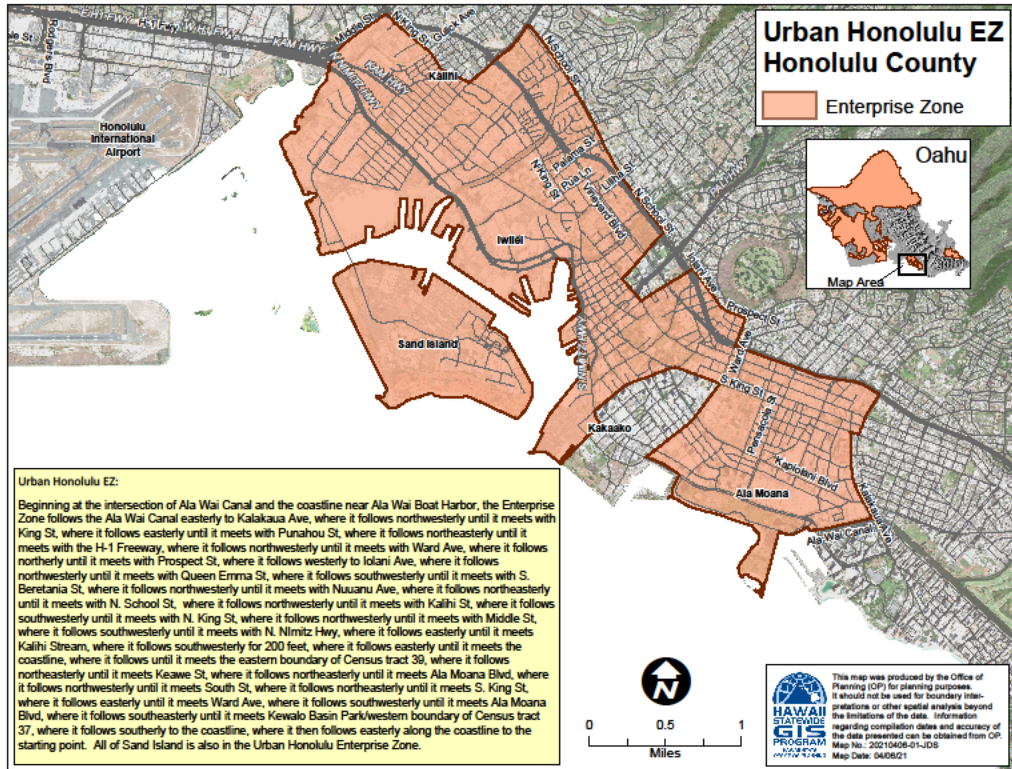 Urban Honolulu EZ
Honolulu County
Enterprise Zone
Oahu
Map Area
H-1 Fwy
KAM HWY
Rodgers Blvd
Honolulu
International
Airport
Middle St
N King St
Gulick Ave
N School St
Kalihi
KAM HWY
N NIMITZ HWY
Palama St
N King St
Pua Ln
Liliha St
Vineyard Blvd
N School St
Pali Hwy
Iwilei
Iolani Ave
Prospect St
Ward Ave
Sand Island
S NIMITZ HWY
S King St
Kakaako
Pensacola St
Kapiolani Blvd
Ala Moana
Kalakaua Ave
Ala Wai Canal
Urban Honolulu EZ:
Beginning at the intersection of Ala Wai Canal and the coastline near Ala Wai Boat Harbor, the Enterprise
Zone follows the Ala Wai Canal easterly to Kalakaua Ave, where it follows northwesterly until it meets with
King St, where it follows easterly until it meets with Punahou St, where it follows northeasterly until it
meets with the H-1 Freeway, where it follows northwesterly until it meets with Ward Ave, where it follows
northerly until it meets with Prospect St, where it follows westerly to Iolani Ave, where it follows
northwesterly until it meets with Queen Emma St, where it follows southwesterly until it meets with S.
Beretania St, where it follows northwesterly until it meets with Nuuanu Ave, where it follows northeasterly
until it meets with N. School St, where it follows northwesterly until it meets with Kalihi St, where it follows
southwesterly until it meets with N. King St, where it follows northwesterly until it meets with Middle St,
where it follows southwesterly until it meets with N. NImitz Hwy, where it follows easterly until it meets
Kalihi Stream, where it follows southwesterly for 200 feet, where it follows easterly until it meets the
coastline, where it follows until it meets the eastern boundary of Census tract 39, where it follows
northeasterly until it meets Keawe St, where it follows northeasterly until it meets Ala Moana Blvd, where
it follows northwesterly until it meets South St, where it follows northeasterly until it meets S. King St,
where it follows easterly until it meets Ward Ave, where it follows southwesterly until it meets Ala Moana
Blvd, where it follows southeasterly until it meets Kewalo Basin Park/western boundary of Census tract
37, where it follows southerly to the coastline, where it then follows easterly along the coastline to the
starting point. All of Sand Island is also in the Urban Honolulu Enterprise Zone.
N
0 0.5 1
Miles
HAWAII
STATEWIDE
GIS
PROGRAM
This map was produced by the Office of
Planning (OP) for planning purposes.
It should not be used for boundary inter-
pretations or other spatial analysis beyond
the limitations of the data. Information
regarding compilation dates and accuracy of
the data presented can be obtained from OP.
Map No.: 20210406-01-JDS
Map Date: 04/06/21